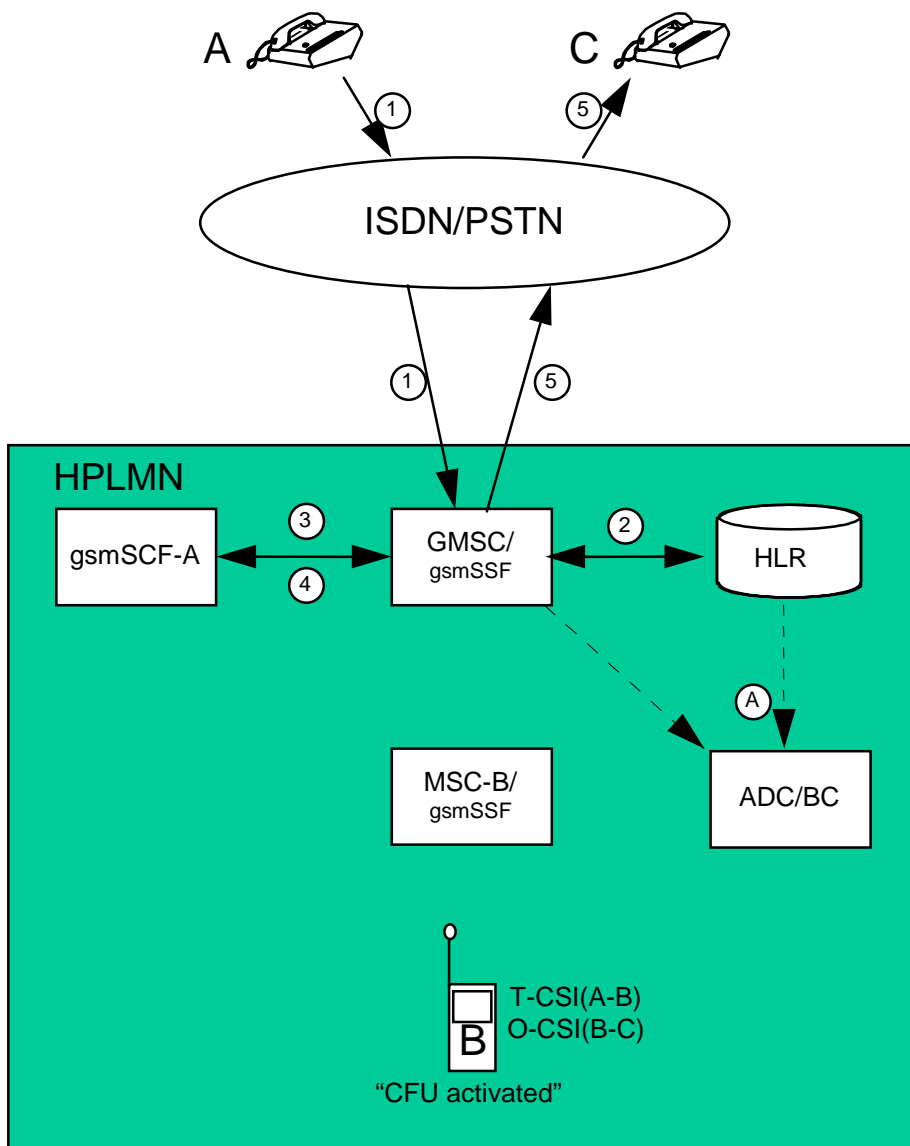 A
C
1
5
ISDN/PSTN
1
5
HPLMN
gsmSCF-A
3
4
GMSC/
gsmSSF
2
HLR
A
MSC-B/
gsmSSF
ADC/BC
B
T-CSI(A-B)
O-CSI(B-C)
“CFU activated”